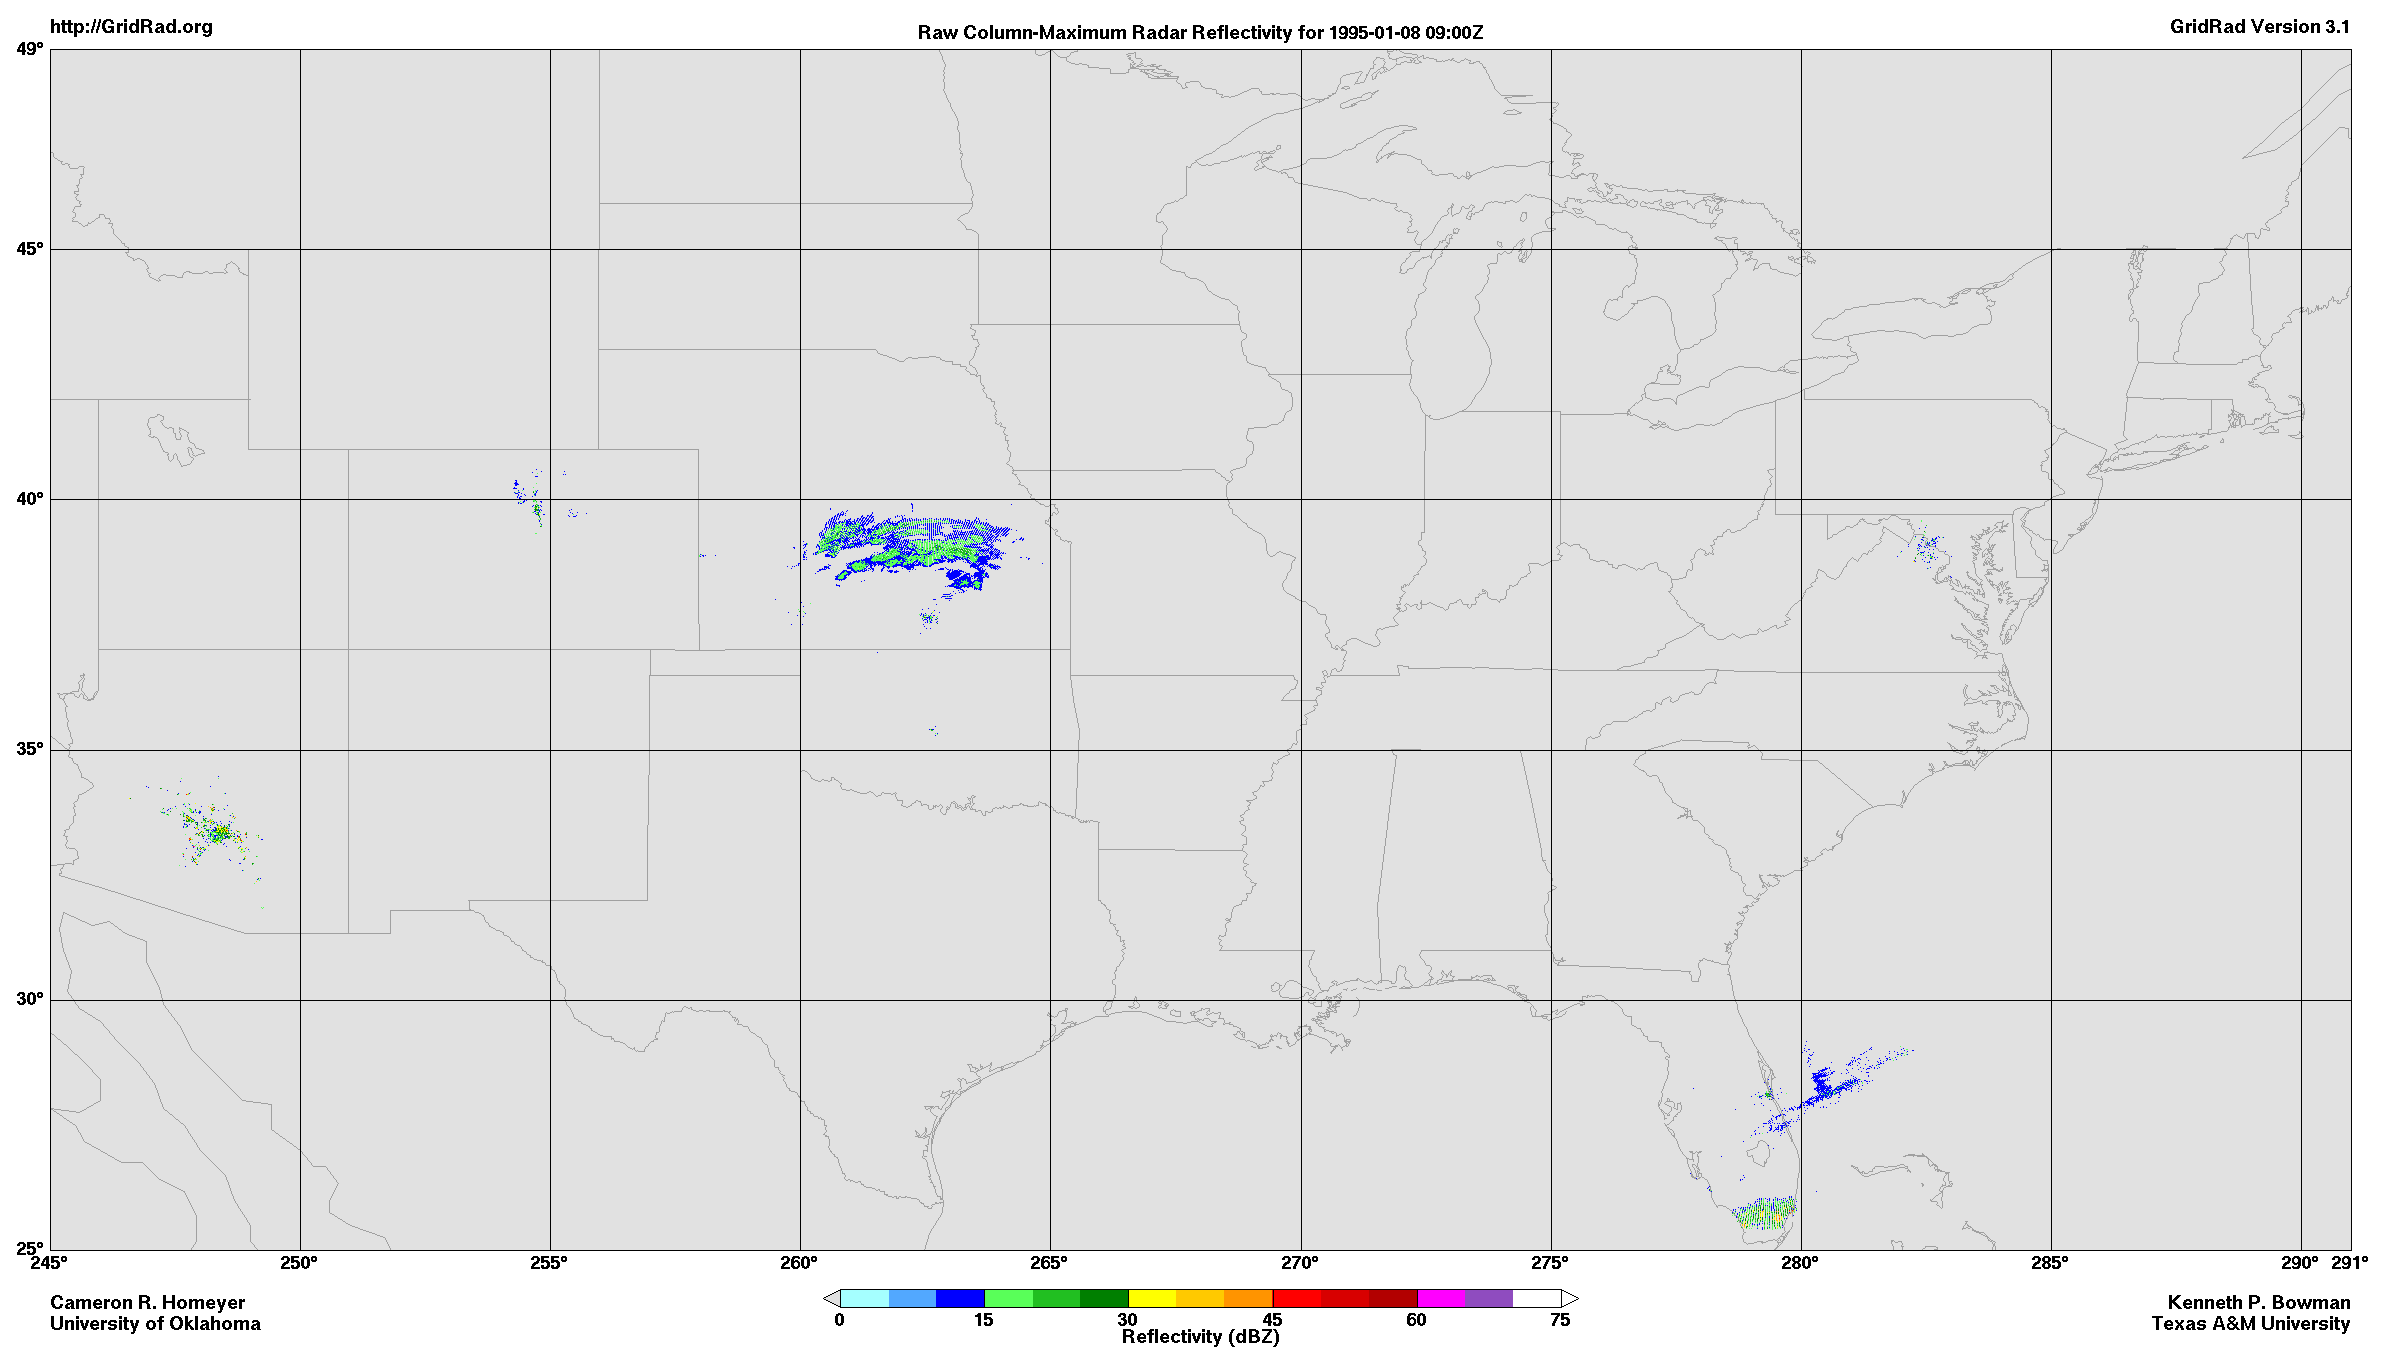 http://GridRad.org
Raw Column-Maximum Radar Reflectivity for 1995-01-08 09:00Z
GridRad Version 3.1
49°
45°
40°
35°
30°
25°
245° 250° 255° 260° 265° 270° 275° 280° 285° 290° 291°
Cameron R. Homeyer
University of Oklahoma
0 15 30 45 60 75
Reflectivity (dBZ)
Kenneth P. Bowman
Texas A&M University